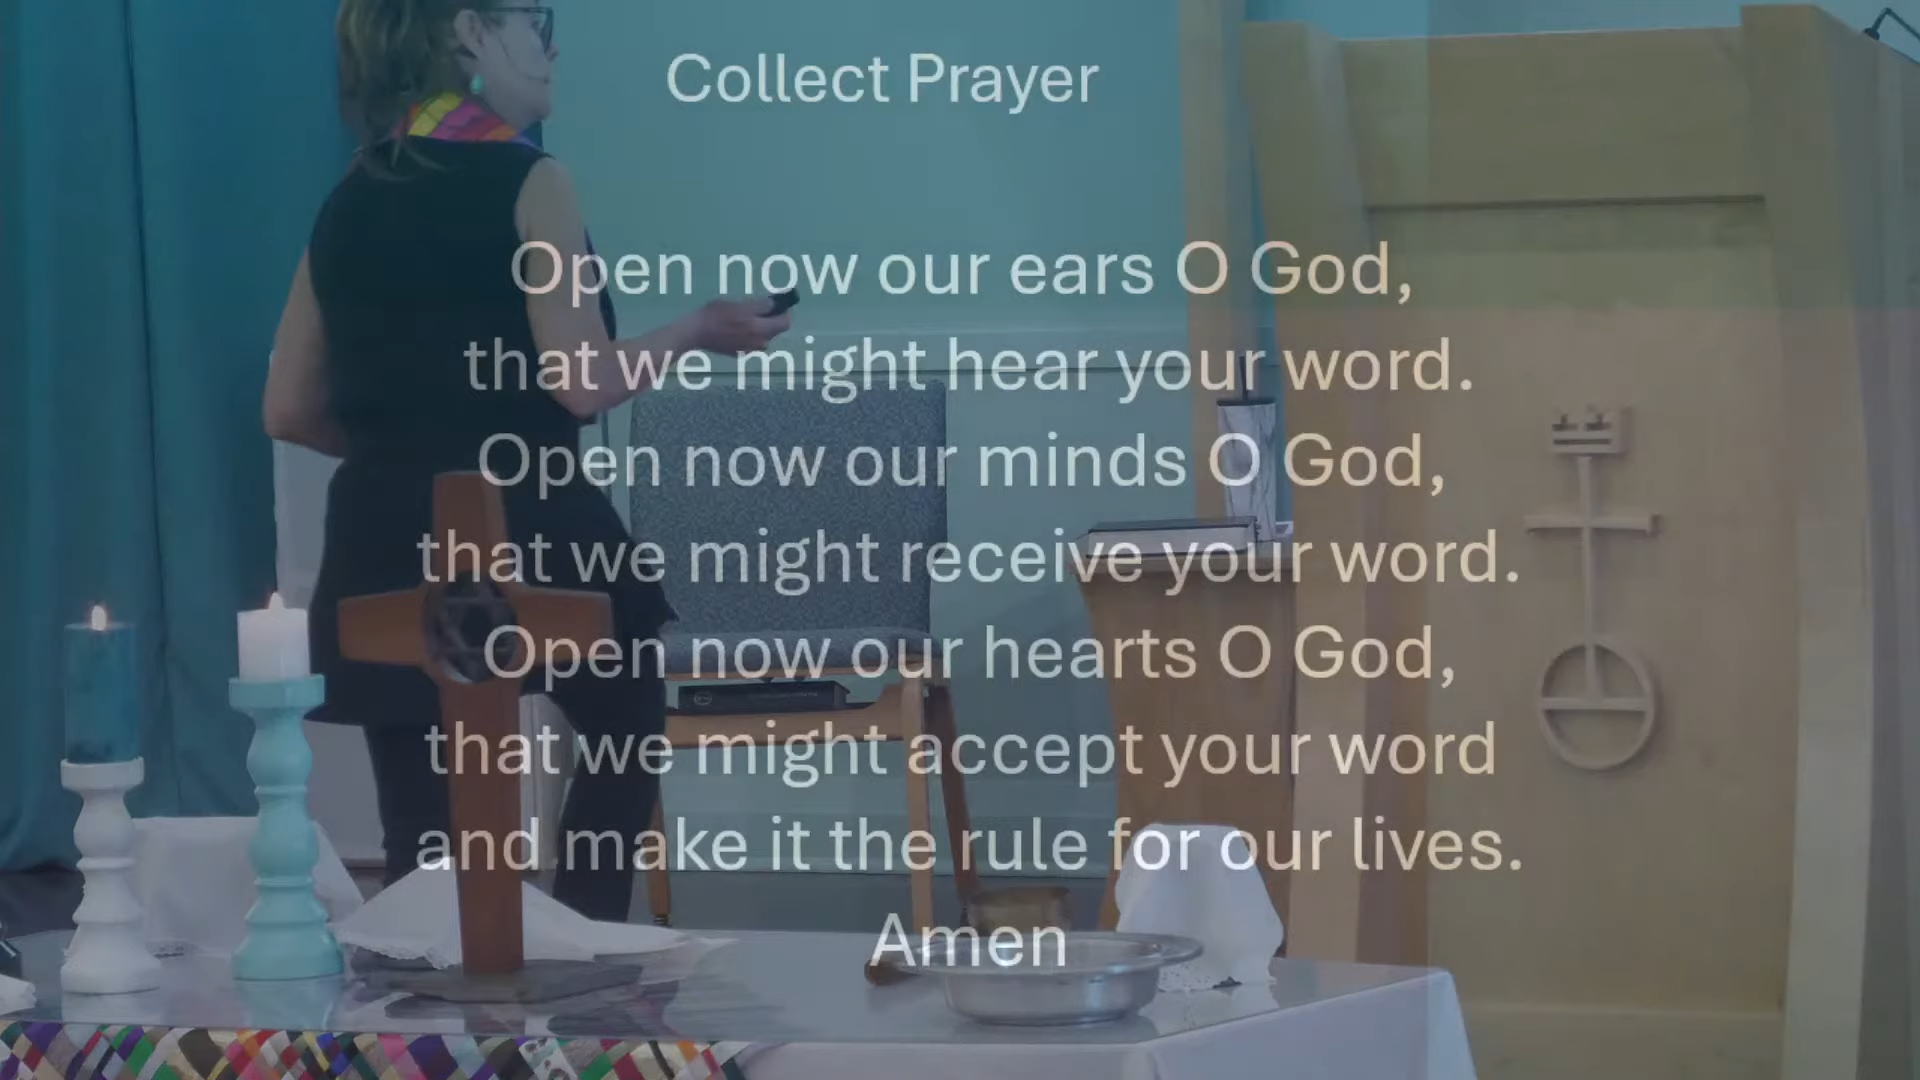 Collect Prayer
Open now our ears O God,
that we might hear your word.
Open now our minds O God,
that we might receive your word.
Open now our hearts O God,
that we might accept your word
and make it the rule for our lives.
Amen